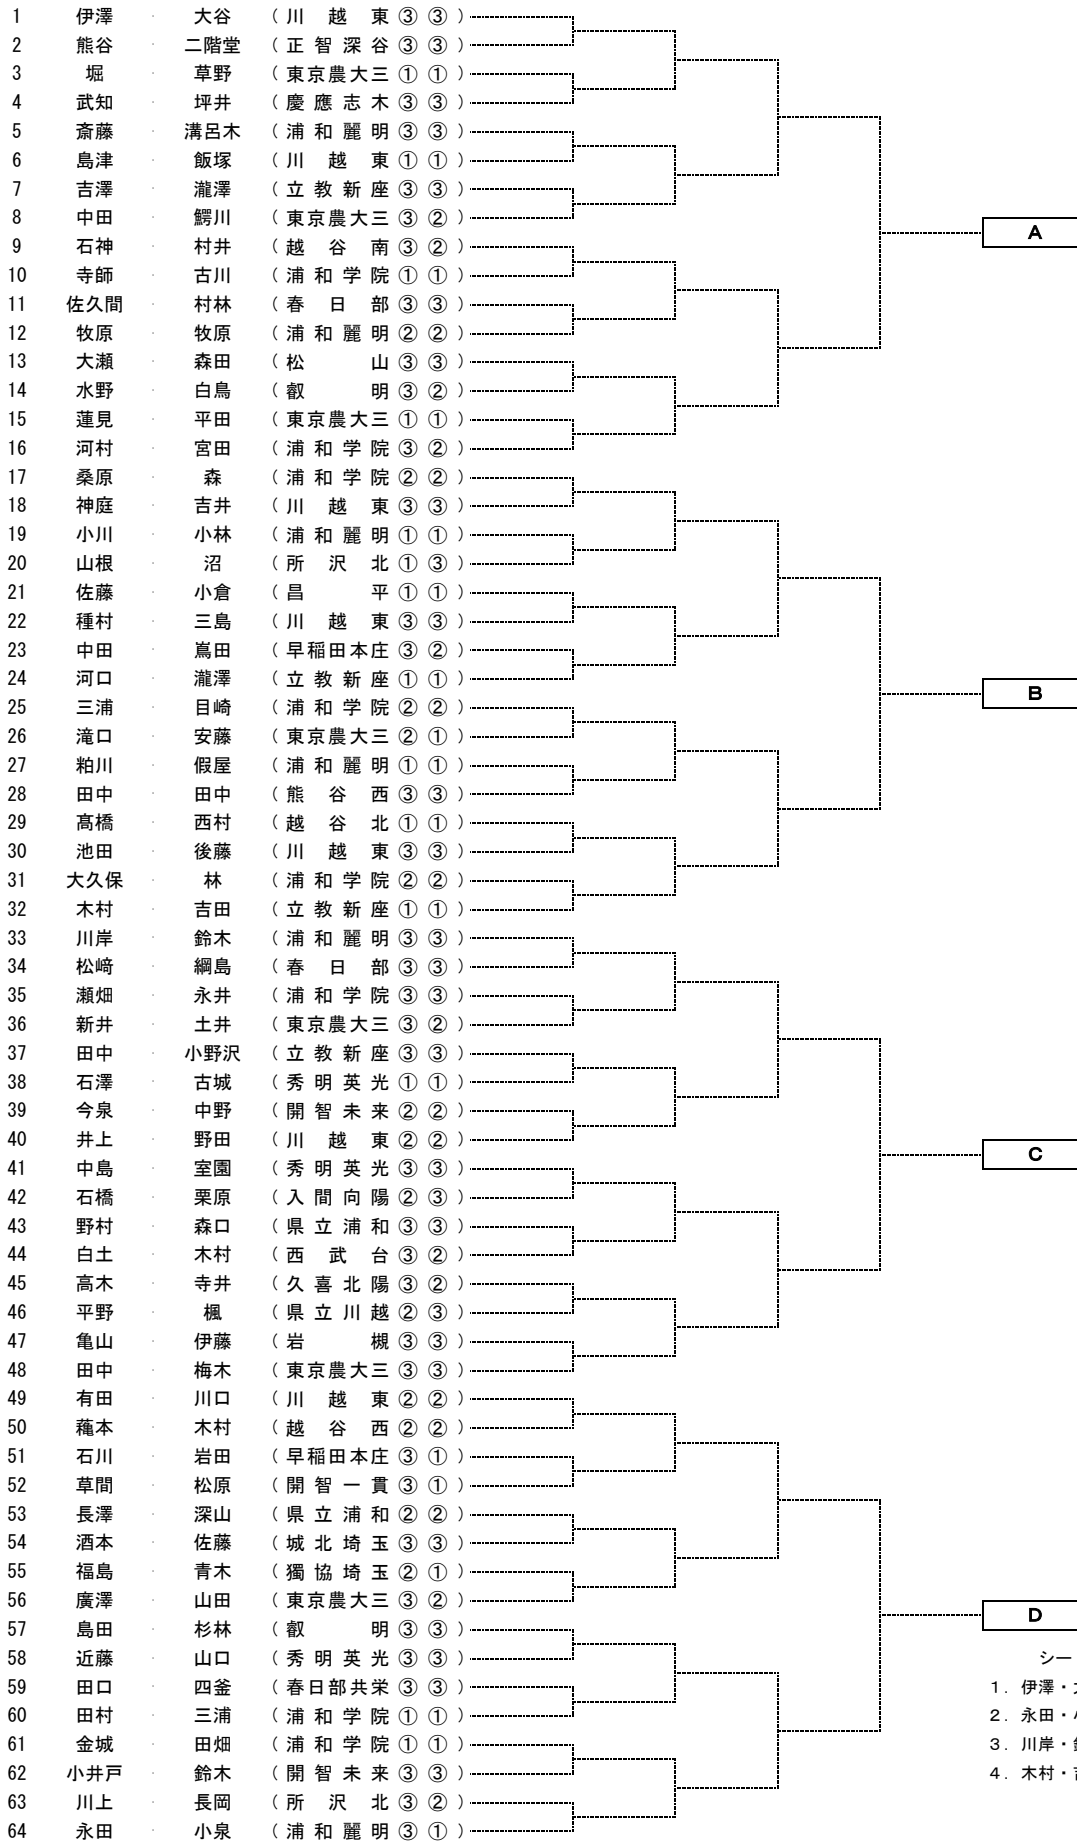 1 伊澤 · 大谷 (川越東 ③ ③)
2 熊谷 · 二階堂 (正智深谷 ③ ③)
3 堀 · 草野 (東京農大三 ① ①)
4 武知 · 坪井 (慶應志木 ③ ③)
5 斎藤 · 溝呂木 (浦和麗明 ③ ③)
6 島津 · 飯塚 (川越東 ① ①)
7 吉澤 · 瀧澤 (立教新座 ③ ③)
8 中田 · 鰐川 (東京農大三 ③ ②)
9 石神 · 村井 (越谷南 ③ ②)
A
10 寺師 · 古川 (浦和学院 ① ①)
11 佐久間 · 村林 (春日部 ③ ③)
12 牧原 · 牧原 (浦和麗明 ② ②)
13 大瀬 · 森田 (松山 ③ ③)
14 水野 · 白鳥 (叡明 ③ ②)
15 蓮見 · 平田 (東京農大三 ① ①)
16 河村 · 宮田 (浦和学院 ③ ②)
17 桑原 · 森 (浦和学院 ② ②)
18 神庭 · 吉井 (川越東 ③ ③)
19 小川 · 小林 (浦和麗明 ① ①)
20 山根 · 沼 (所沢北 ① ③)
21 佐藤 · 小倉 (昌平 ① ①)
22 種村 · 三島 (川越東 ③ ③)
23 中田 · 嶌田 (早稲田本庄 ③ ②)
24 河口 · 瀧澤 (立教新座 ① ①)
B
25 三浦 · 目崎 (浦和学院 ② ②)
26 滝口 · 安藤 (東京農大三 ② ①)
27 粕川 · 假屋 (浦和麗明 ① ①)
28 田中 · 田中 (熊谷西 ③ ③)
29 髙橋 · 西村 (越谷北 ① ①)
30 池田 · 後藤 (川越東 ③ ③)
31 大久保 · 林 (浦和学院 ② ②)
32 木村 · 吉田 (立教新座 ① ①)
33 川岸 · 鈴木 (浦和麗明 ③ ③)
34 松﨑 · 綱島 (春日部 ③ ③)
35 瀬畑 · 永井 (浦和学院 ③ ③)
36 新井 · 土井 (東京農大三 ③ ②)
37 田中 · 小野沢 (立教新座 ③ ③)
38 石澤 · 古城 (秀明英光 ① ①)
39 今泉 · 中野 (開智未来 ② ②)
40 井上 · 野田 (川越東 ② ②)
C
41 中島 · 室園 (秀明英光 ③ ③)
42 石橋 · 栗原 (入間向陽 ② ③)
43 野村 · 森口 (県立浦和 ③ ③)
44 白土 · 木村 (西武台 ③ ②)
45 高木 · 寺井 (久喜北陽 ③ ②)
46 平野 · 楓 (県立川越 ② ③)
47 亀山 · 伊藤 (岩槻 ③ ③)
48 田中 · 梅木 (東京農大三 ③ ③)
49 有田 · 川口 (川越東 ② ②)
50 蘒本 · 木村 (越谷西 ② ②)
51 石川 · 岩田 (早稲田本庄 ③ ①)
52 草間 · 松原 (開智一貫 ③ ①)
53 長澤 · 深山 (県立浦和 ② ②)
54 酒本 · 佐藤 (城北埼玉 ③ ③)
55 福島 · 青木 (獨協埼玉 ② ①)
56 廣澤 · 山田 (東京農大三 ③ ②)
D
57 島田 · 杉林 (叡明 ③ ③)
58 近藤 · 山口 (秀明英光 ③ ③)
シー
59 田口 · 四釜 (春日部共栄 ③ ③)
1. 伊澤・
60 田村 · 三浦 (浦和学院 ① ①)
2. 永田・
61 金城 · 田畑 (浦和学院 ① ①)
3. 川岸・
62 小井戸 · 鈴木 (開智未来 ③ ③)
4. 木村・
63 川上 · 長岡 (所沢北 ③ ②)
64 永田 · 小泉 (浦和麗明 ③ ①)